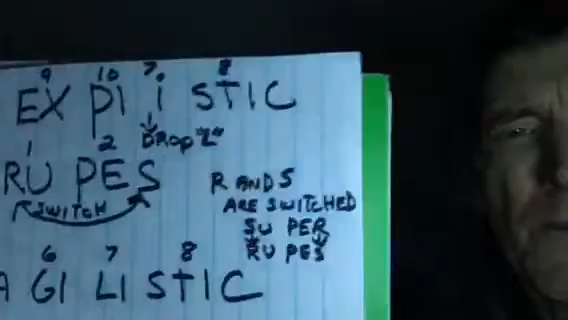 9 10 7. 8
EX PI i STIC
DROP "L"
1 2
RU PES
SWITCH
R AND S
ARE SWITCHED
SU PER
RU PES
6 7 8
A GI LI STIC